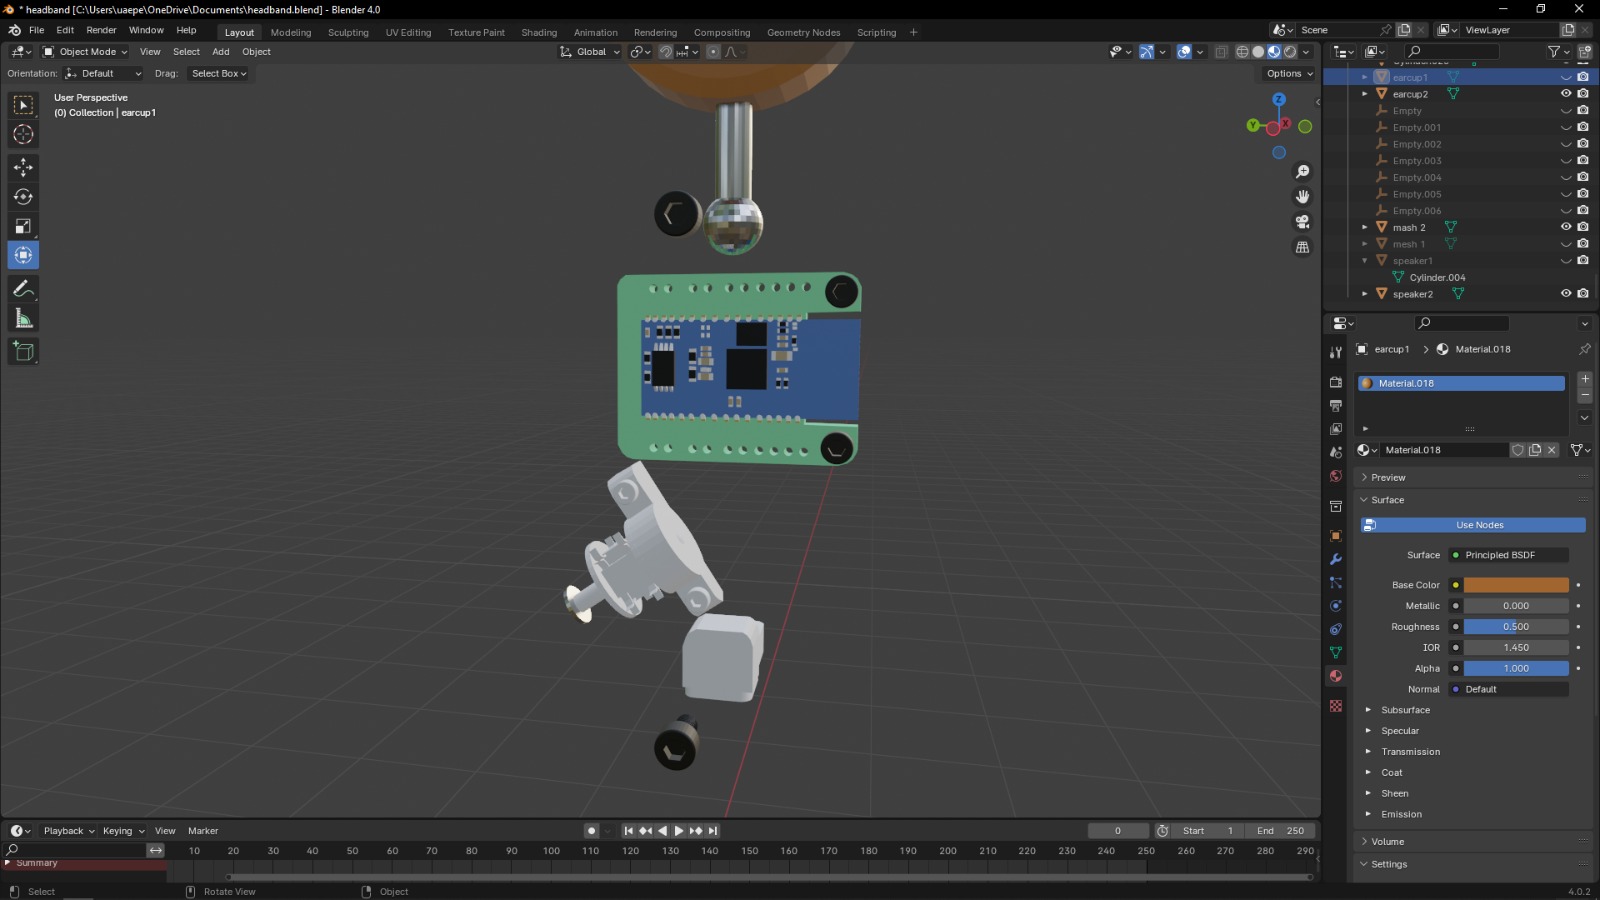 * headband [C:\Users\uaepe\OneDrive\Documents\headband.blend] - Blender 4.0
File Edit Render Window Help
Layout Modeling Sculpting UV Editing Texture Paint Shading Animation Rendering Compositing Geometry Nodes Scripting +
Scene
ViewLayer
Object Mode View Select Add Object
Global
Orientation: Default Drag: Select Box
Options
User Perspective
(0) Collection | earcup1
Z
Y
X
earcup1
earcup2
Empty
Empty.001
Empty.002
Empty.003
Empty.004
Empty.005
Empty.006
mash 2
mesh 1
speaker1
Cylinder.004
speaker2
earcup1 > Material.018
Material.018
Material.018
Preview
Surface
Use Nodes
Surface Principled BSDF
Base Color
Metallic 0.000
Roughness 0.500
IOR 1.450
Alpha 1.000
Normal Default
Subsurface
Specular
Transmission
Coat
Sheen
Emission
Volume
Settings
Playback Keying View Marker
0
Start 1
End 250
10 20 30 40 50 60 70 80 90 100 110 120 130 140 150 160 170 180 190 200 210 220 230 240 250 260 270 280 290
Summary
Select
Rotate View
Object
4.0.2